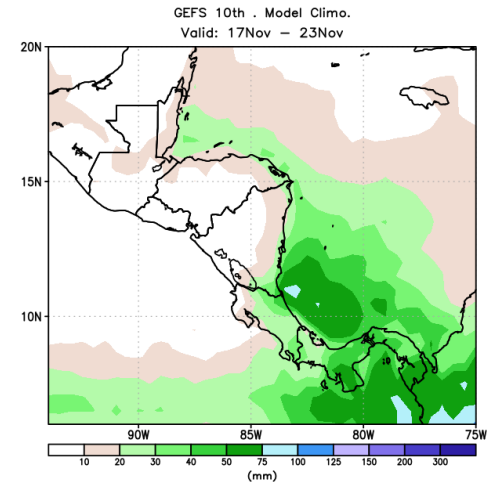 GEFS 10th . Model Climo.
Valid: 17Nov – 23Nov
20N
15N
10N
90W 85W 80W 75W
10 20 30 40 50 75 100 125 150 200 300
(mm)